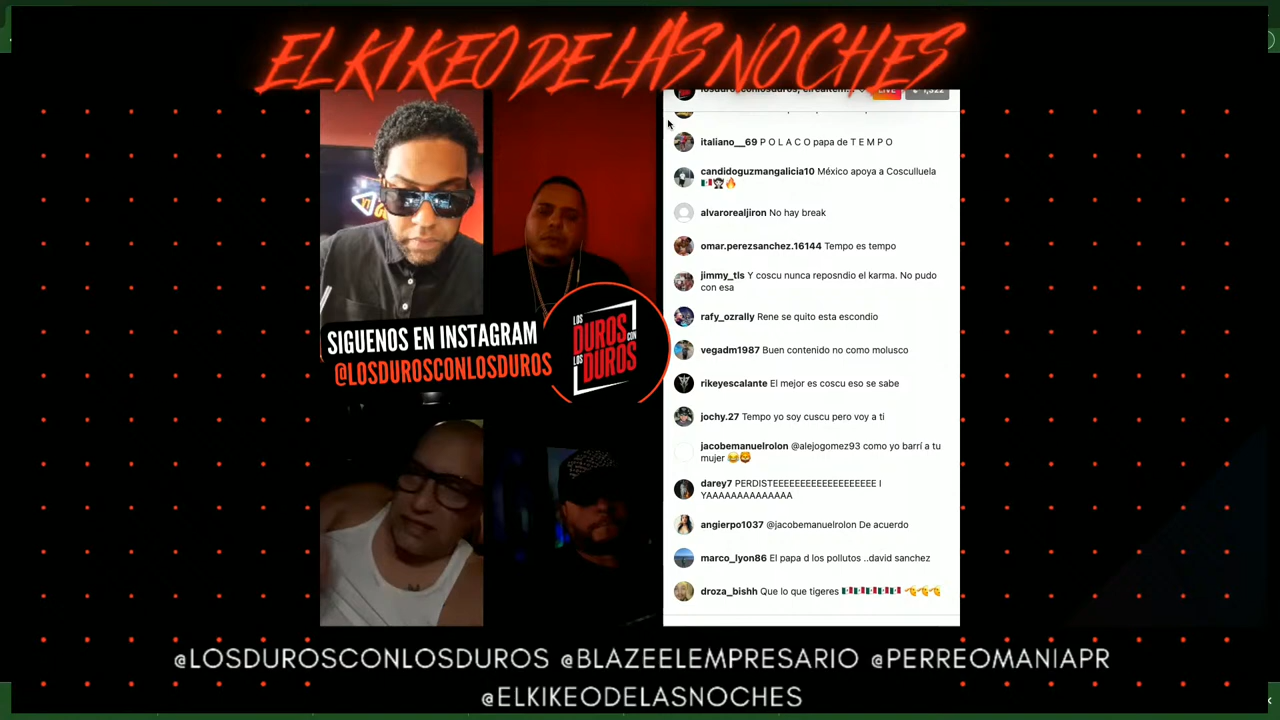 EL KIKEO DE LAS NOCHES
LIVE
1,322
italiano__69 P O L A C O papa de T E M P O
candidoguzmangalicia10 México apoya a Cosculluela
🇲🇽🧑🏻‍🚀🔥
alvarorealjiron No hay break
omar.perezsanchez.16144 Tempo es tempo
jimmy_tls Y coscu nunca reposndio el karma. No pudo
con esa
rafy_ozrally Rene se quito esta escondio
vegadm1987 Buen contenido no como molusco
rikeyescalante El mejor es coscu eso se sabe
jochy.27 Tempo yo soy cuscu pero voy a ti
jacobemanuelrolon @alejogomez93 como yo barrí a tu
mujer 😂🦁
darey7 PERDISTEEEEEEEEEEEEEEEEEEE I
YAAAAAAAAAAAAAA
angierpo1037 @jacobemanuelrolon De acuerdo
marco_lyon86 El papa d los pollutos ..david sanchez
droza_bishh Que lo que tigeres 🇲🇽🇲🇽🇲🇽🇲🇽🇲🇽🇲🇽 🫡🫡🫡
SIGUENOS EN INSTAGRAM
@LOSDUROSCONLOSDUROS
LOS
DUROS
CON
LOS
DUROS
@LOSDUROSCONLOSDUROS @BLAZEELEMPRESARIO @PERREOMANIAPR
@ELKIKEODELASNOCHES